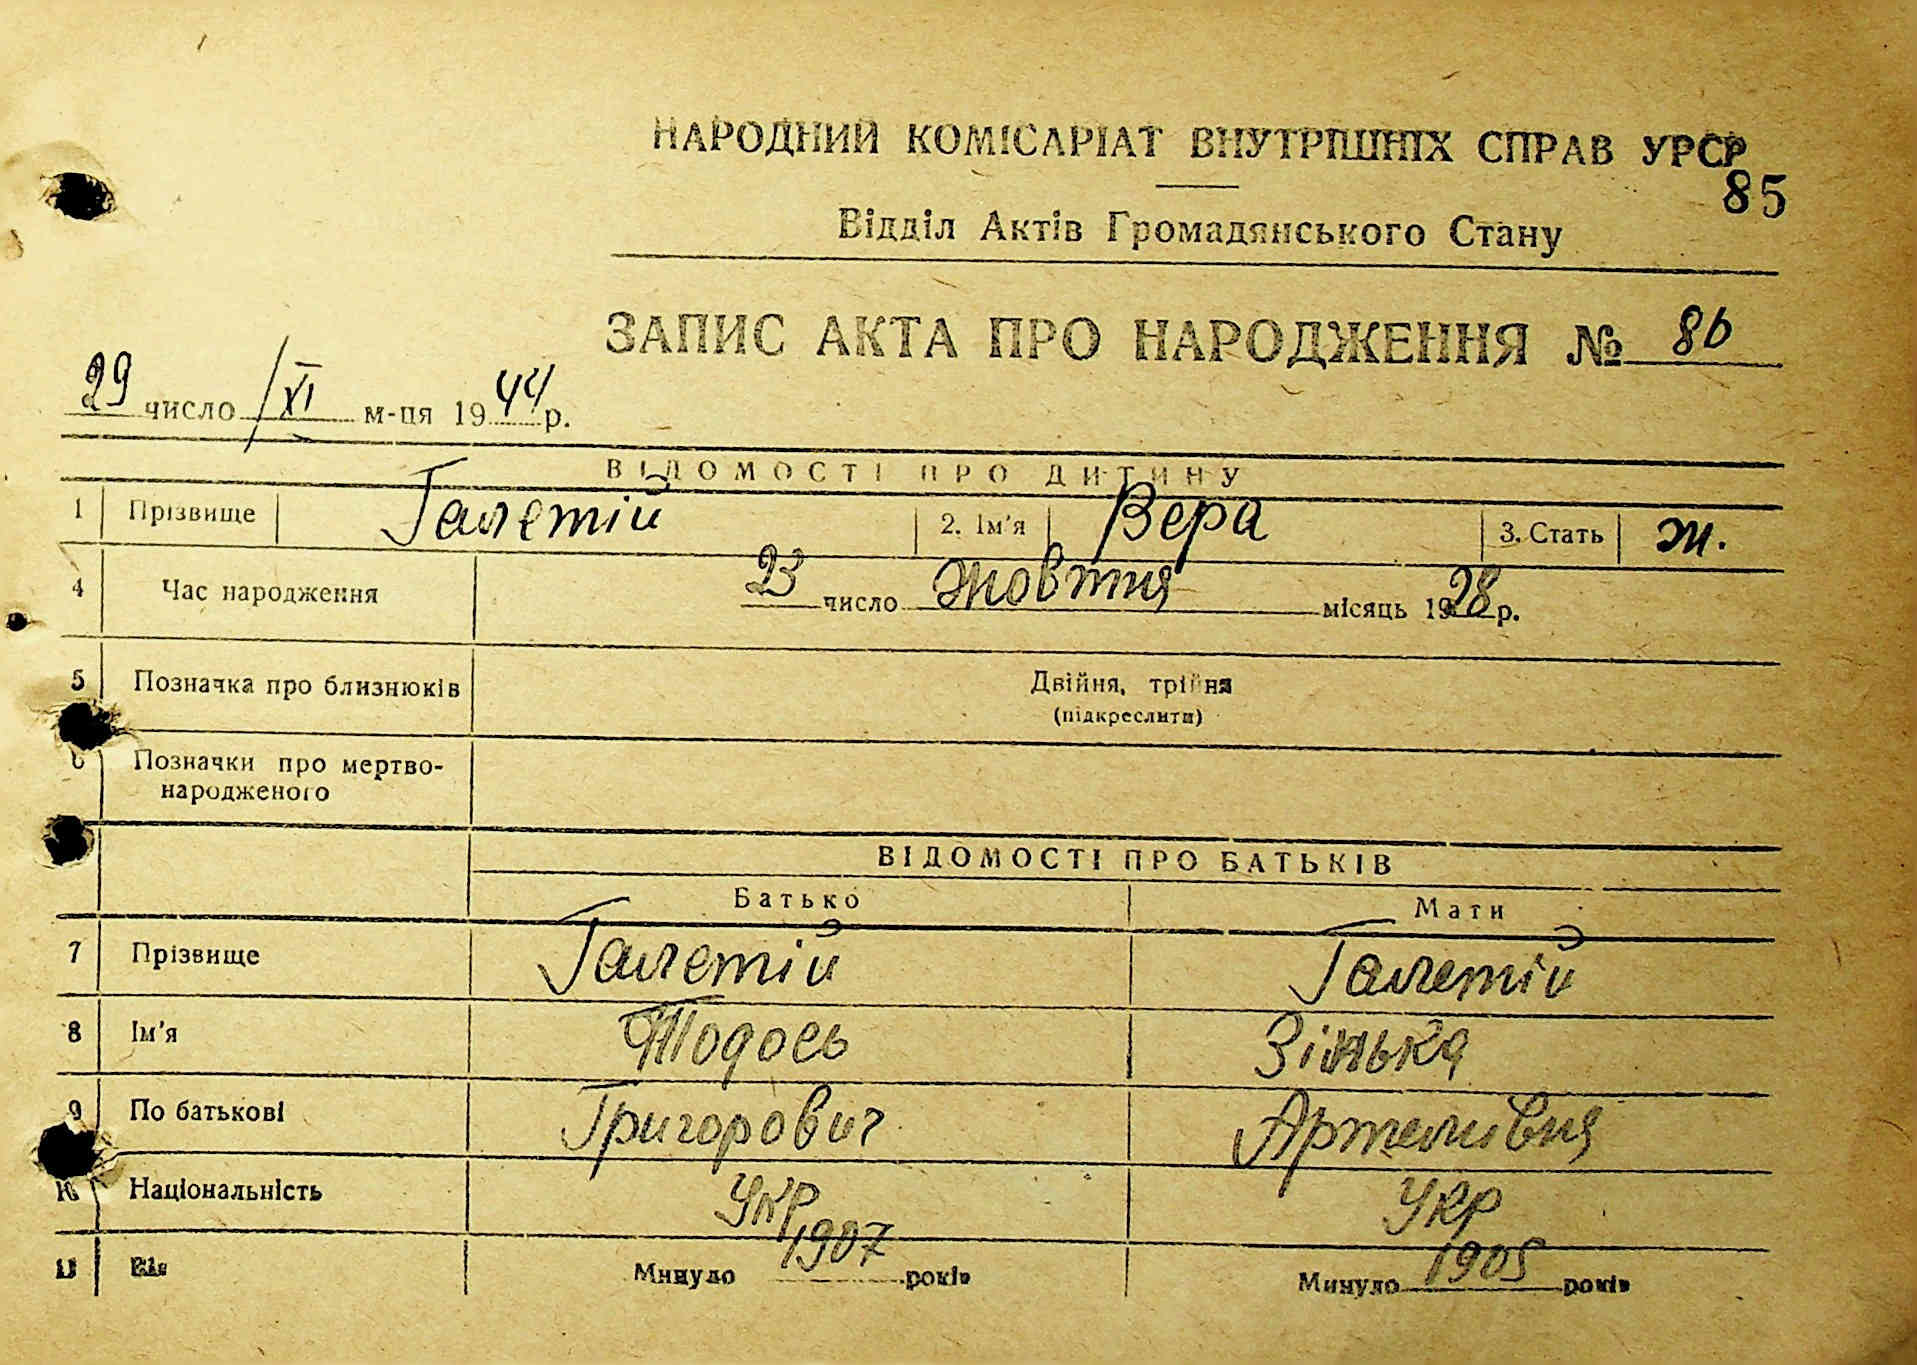 НАРОДНИЙ КОМІСАРІАТ ВНУТРІШНІХ СПРАВ УРСР
85
Відділ Актів Громадянського Стану
ЗАПИС АКТА ПРО НАРОДЖЕННЯ № 86
29 число /XI м-ця 1944 р.
ВІДОМОСТІ ПРО ДИТИНУ
1 Прізвище Галетій 2. Ім'я Вера 3. Стать ж.
4 Час народження 23 число жовтня місяць 1928 р.
5 Позначка про близнюків Двійня, трійня
(підкреслити)
6 Позначки про мертво-
народженого
ВІДОМОСТІ ПРО БАТЬКІВ
Батько Мати
7 Прізвище Галетій Галетій
8 Ім'я Тодось Зінька
9 По батькові Григорович Артемивня
10 Національність Укр Укр
11 Вік Минуло 1907 років Минуло 1905 років